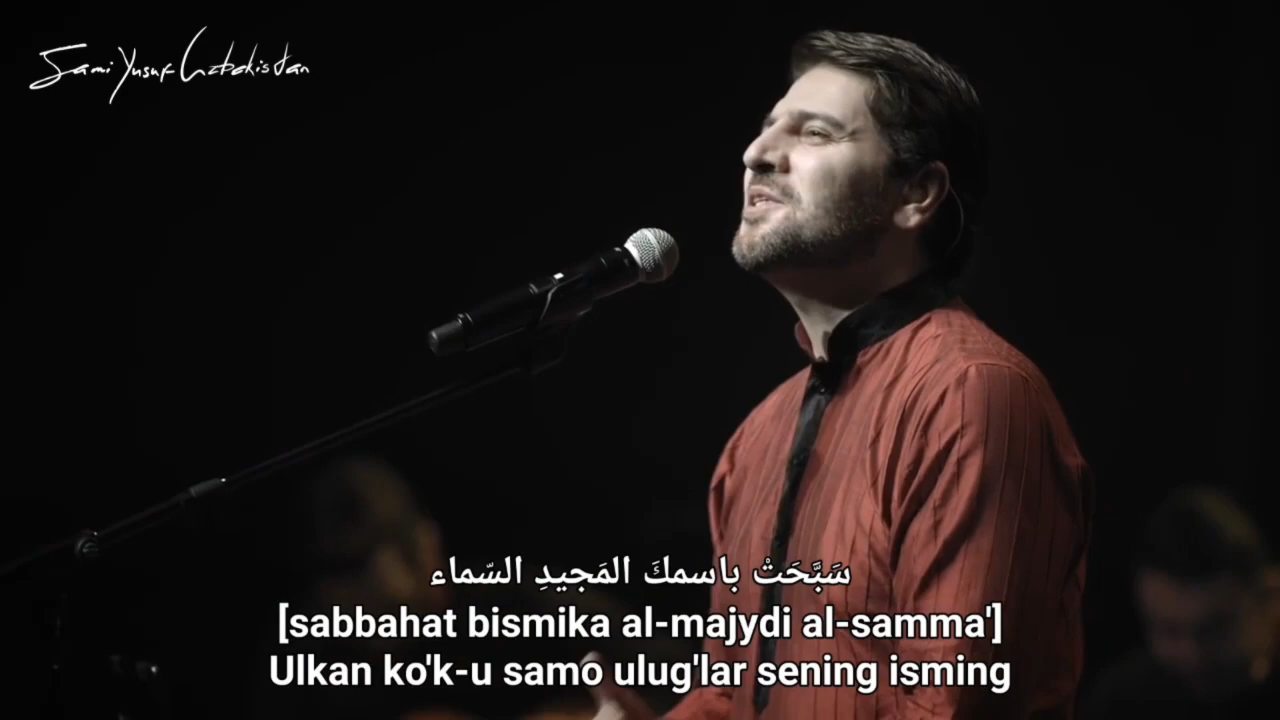 Sami Yusuf Uzbekistan
سَبَّحَتْ باسمكَ المَجيدِ السّماء
[sabbahat bismika al-majydi al-samma']
Ulkan ko'k-u samo ulug'lar sening isming